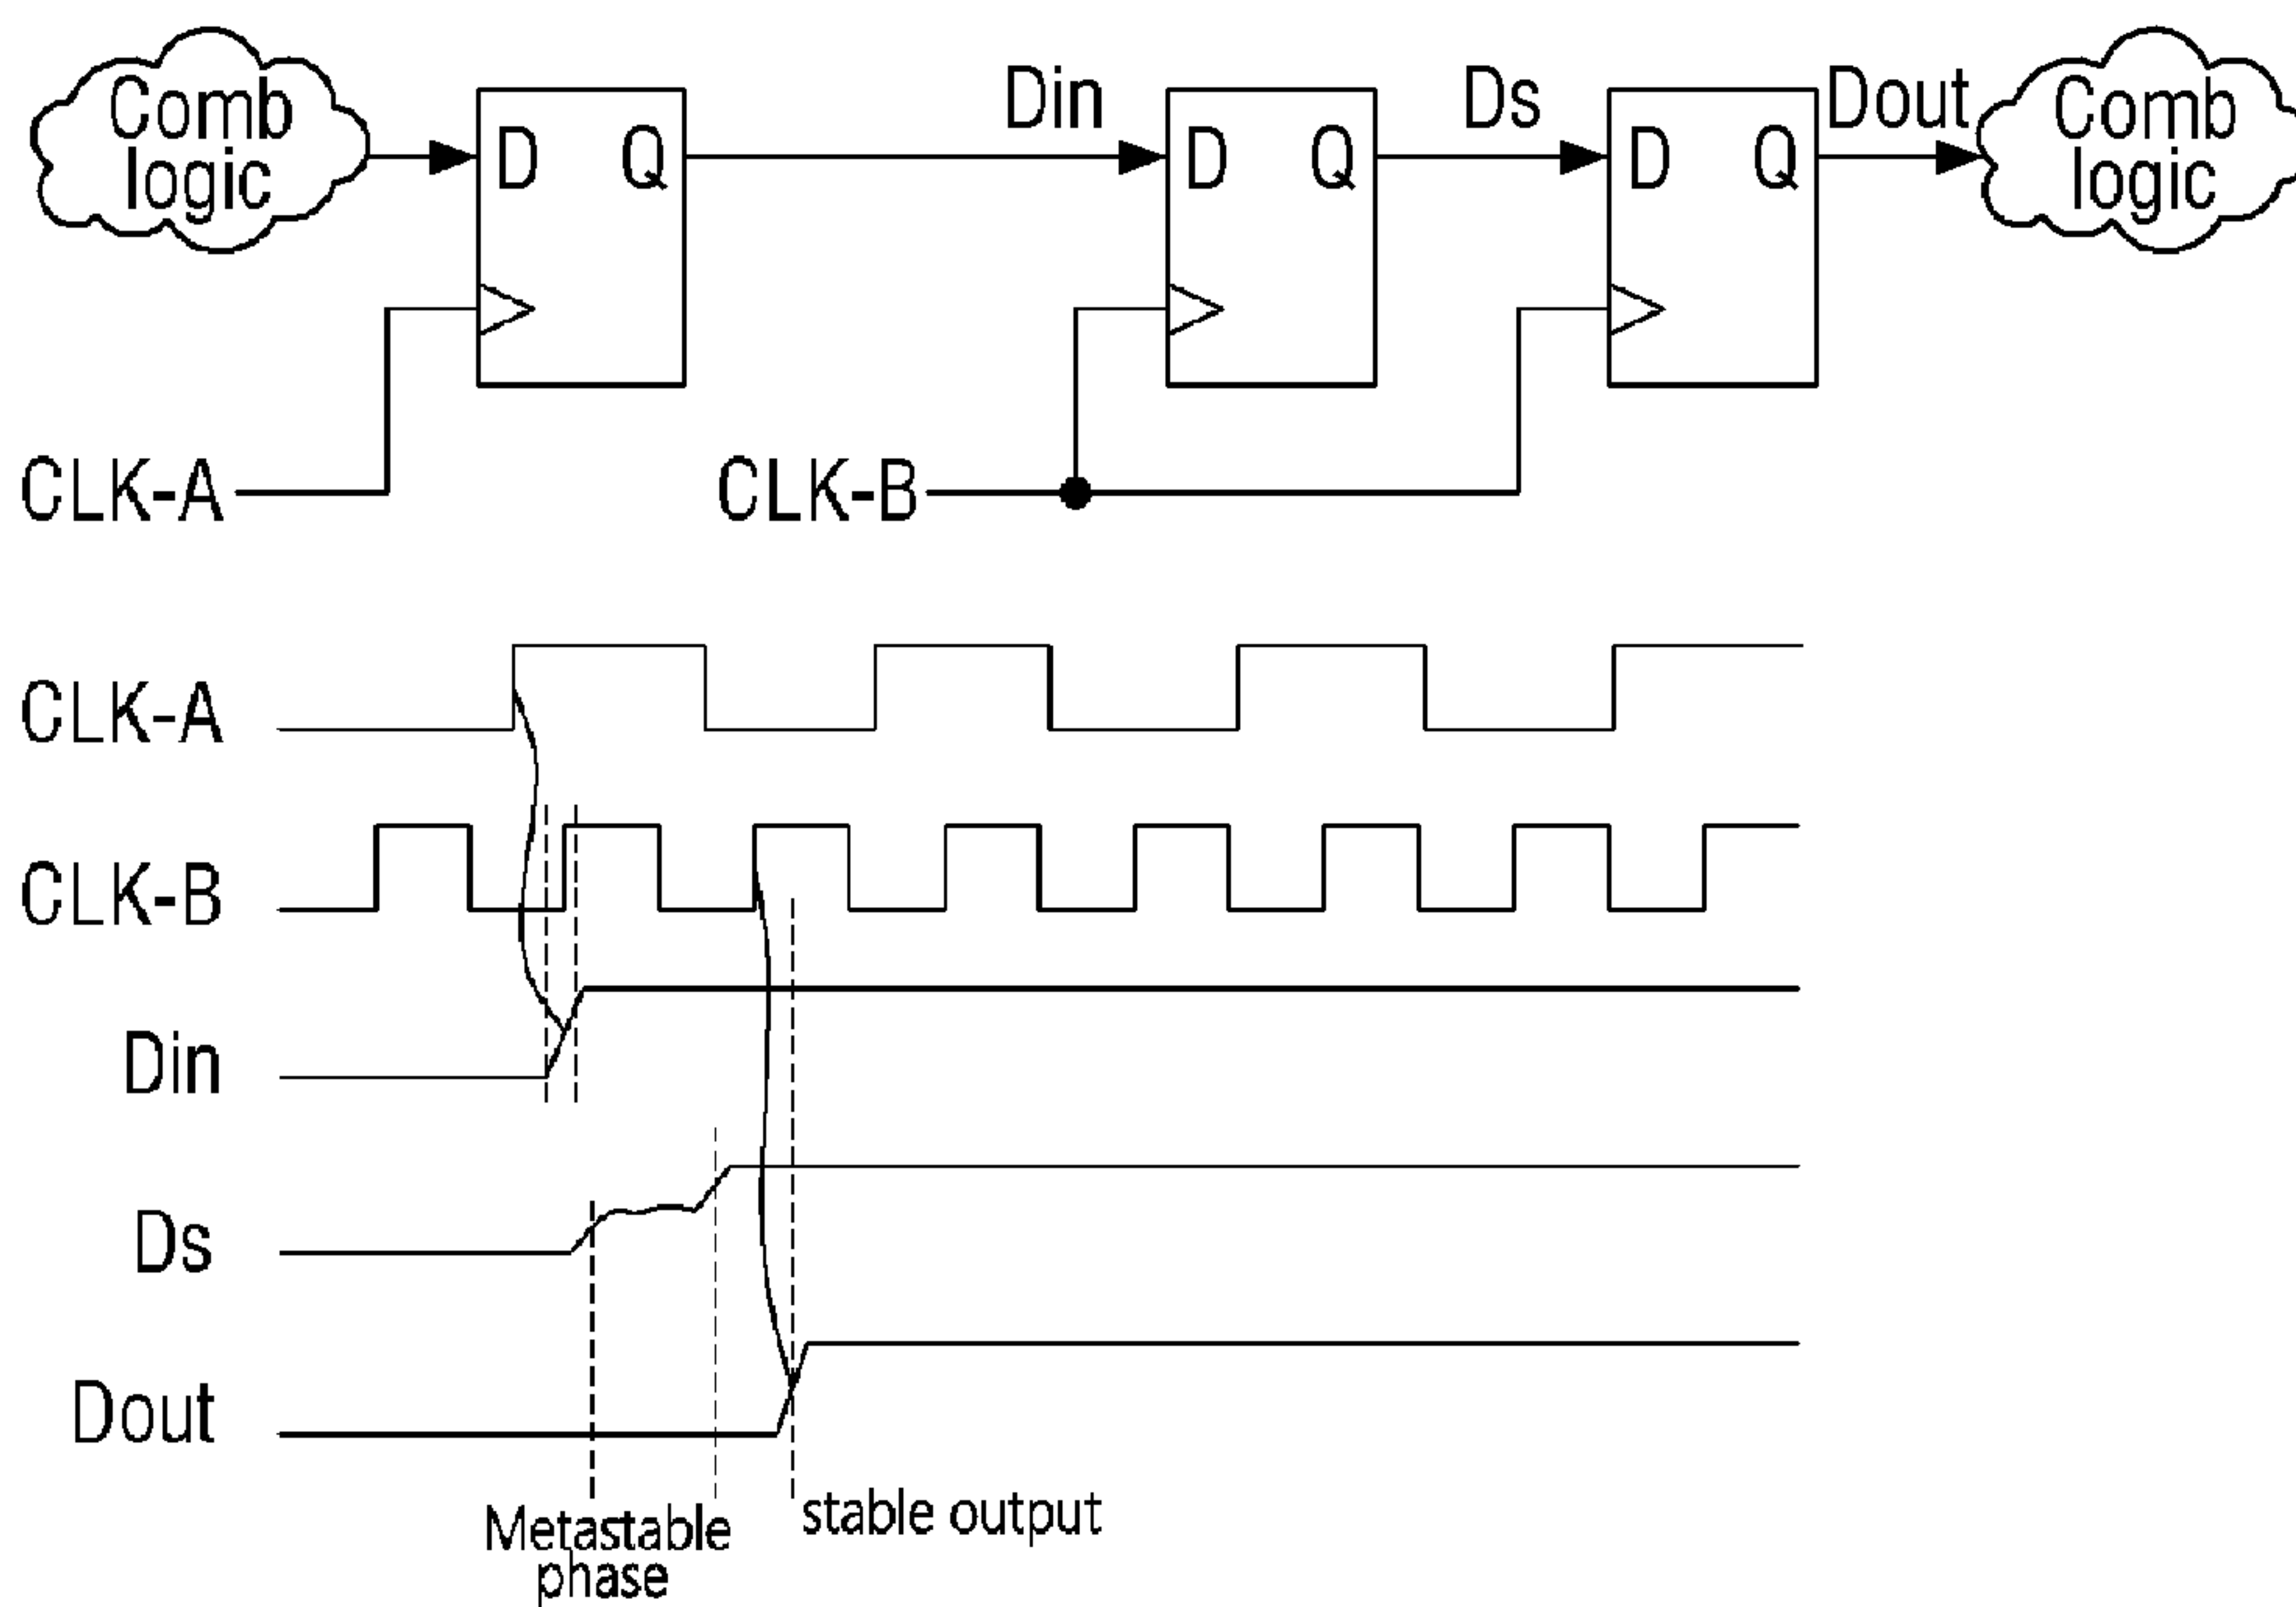 Comb
logic
D Q
Din
D Q
Ds
D Q
Dout
Comb
logic
CLK-A
CLK-B
CLK-A
CLK-B
Din
Ds
Dout
Metastable
phase
stable output